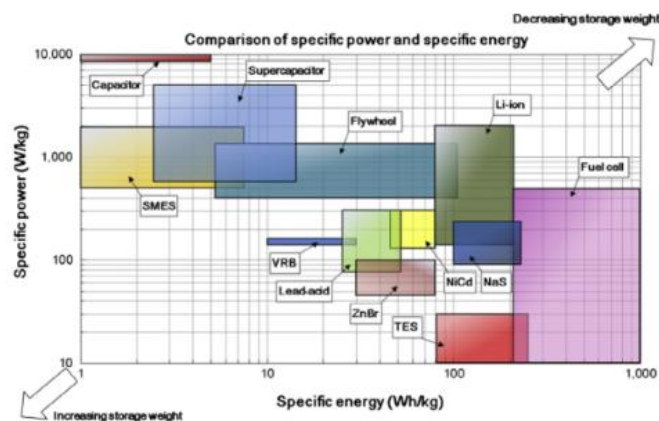 Decreasing storage weight
Comparison of specific power and specific energy
10.000
Capacitor
Supercapacitor
Li-ion
Flywheel
1,000
Fuel cell
SMES
Specific power (W/kg)
100
VRB
Lead-acid
NiCd
NaS
ZnBr
TES
10
1
10
100
1,000
Specific energy (Wh/kg)
Increasing storage weight